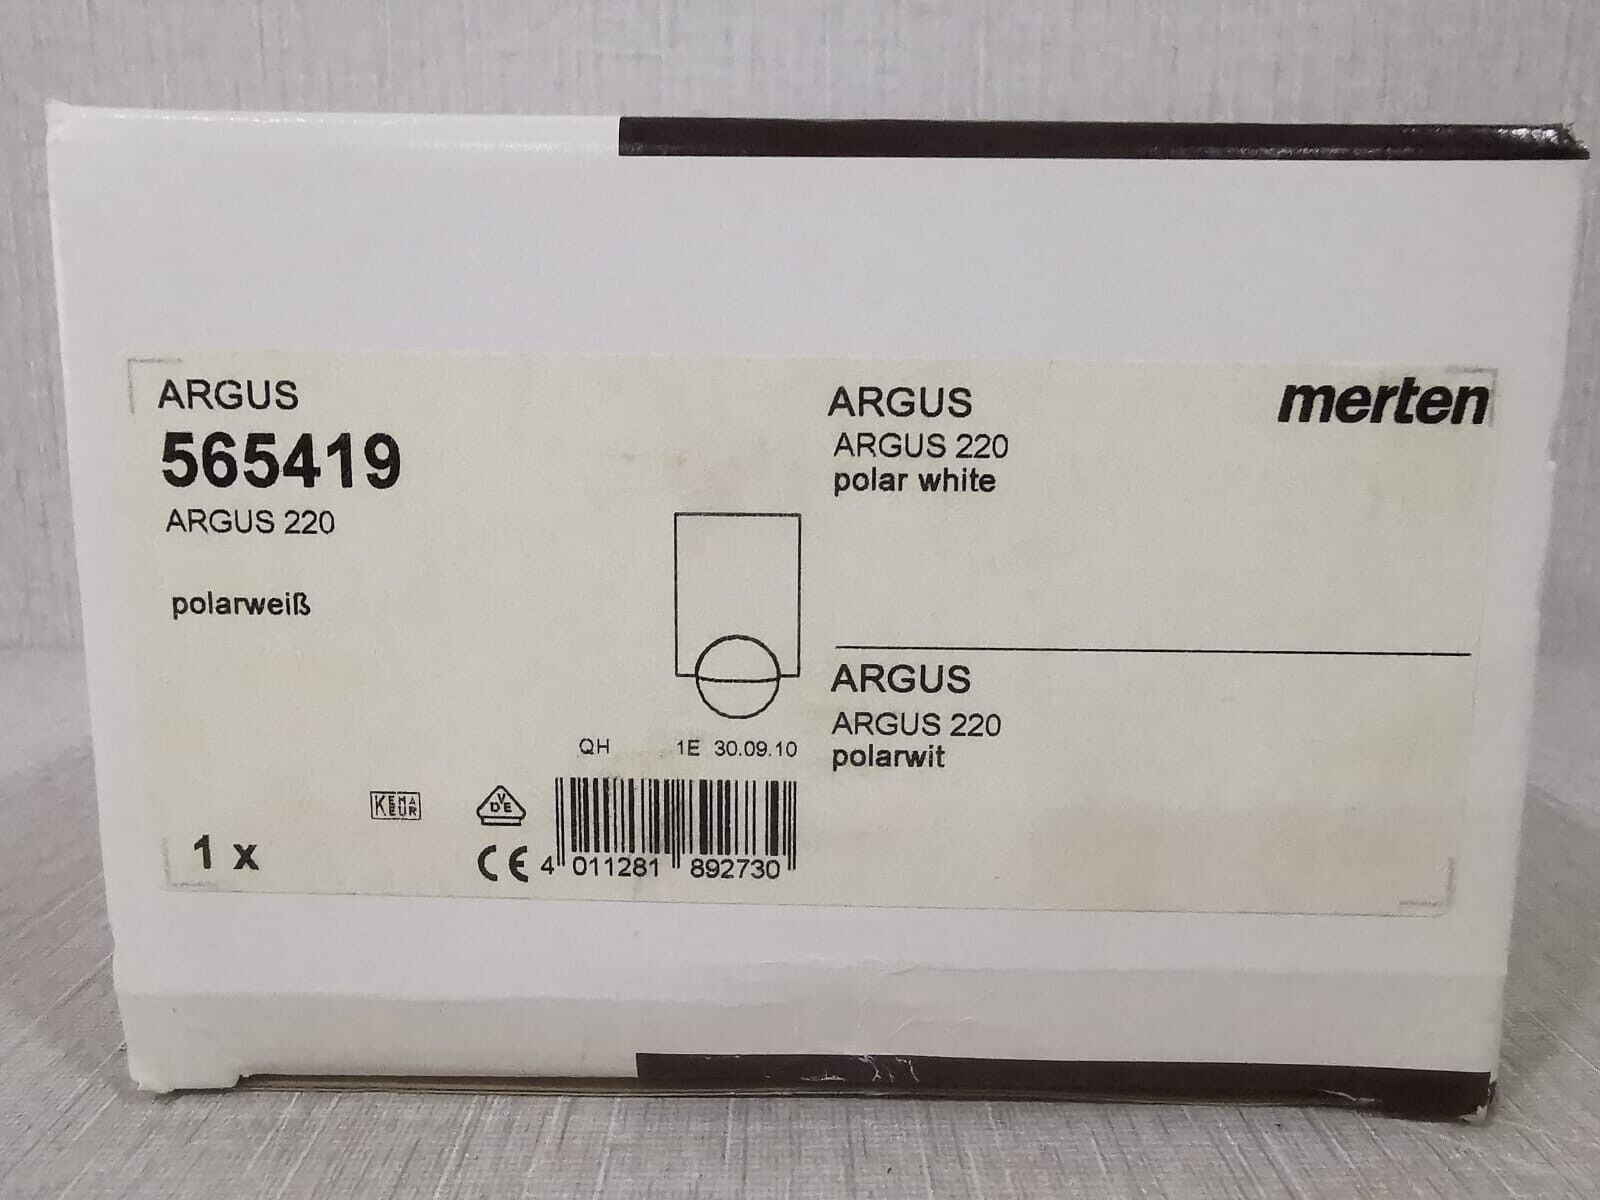 ARGUS
565419
ARGUS 220
polarweiß
1 x
KEMA
EUR
VDE
CE
QH 1E 30.09.10
4 011281 892730
merten
ARGUS
ARGUS 220
polar white
ARGUS
ARGUS 220
polarwit